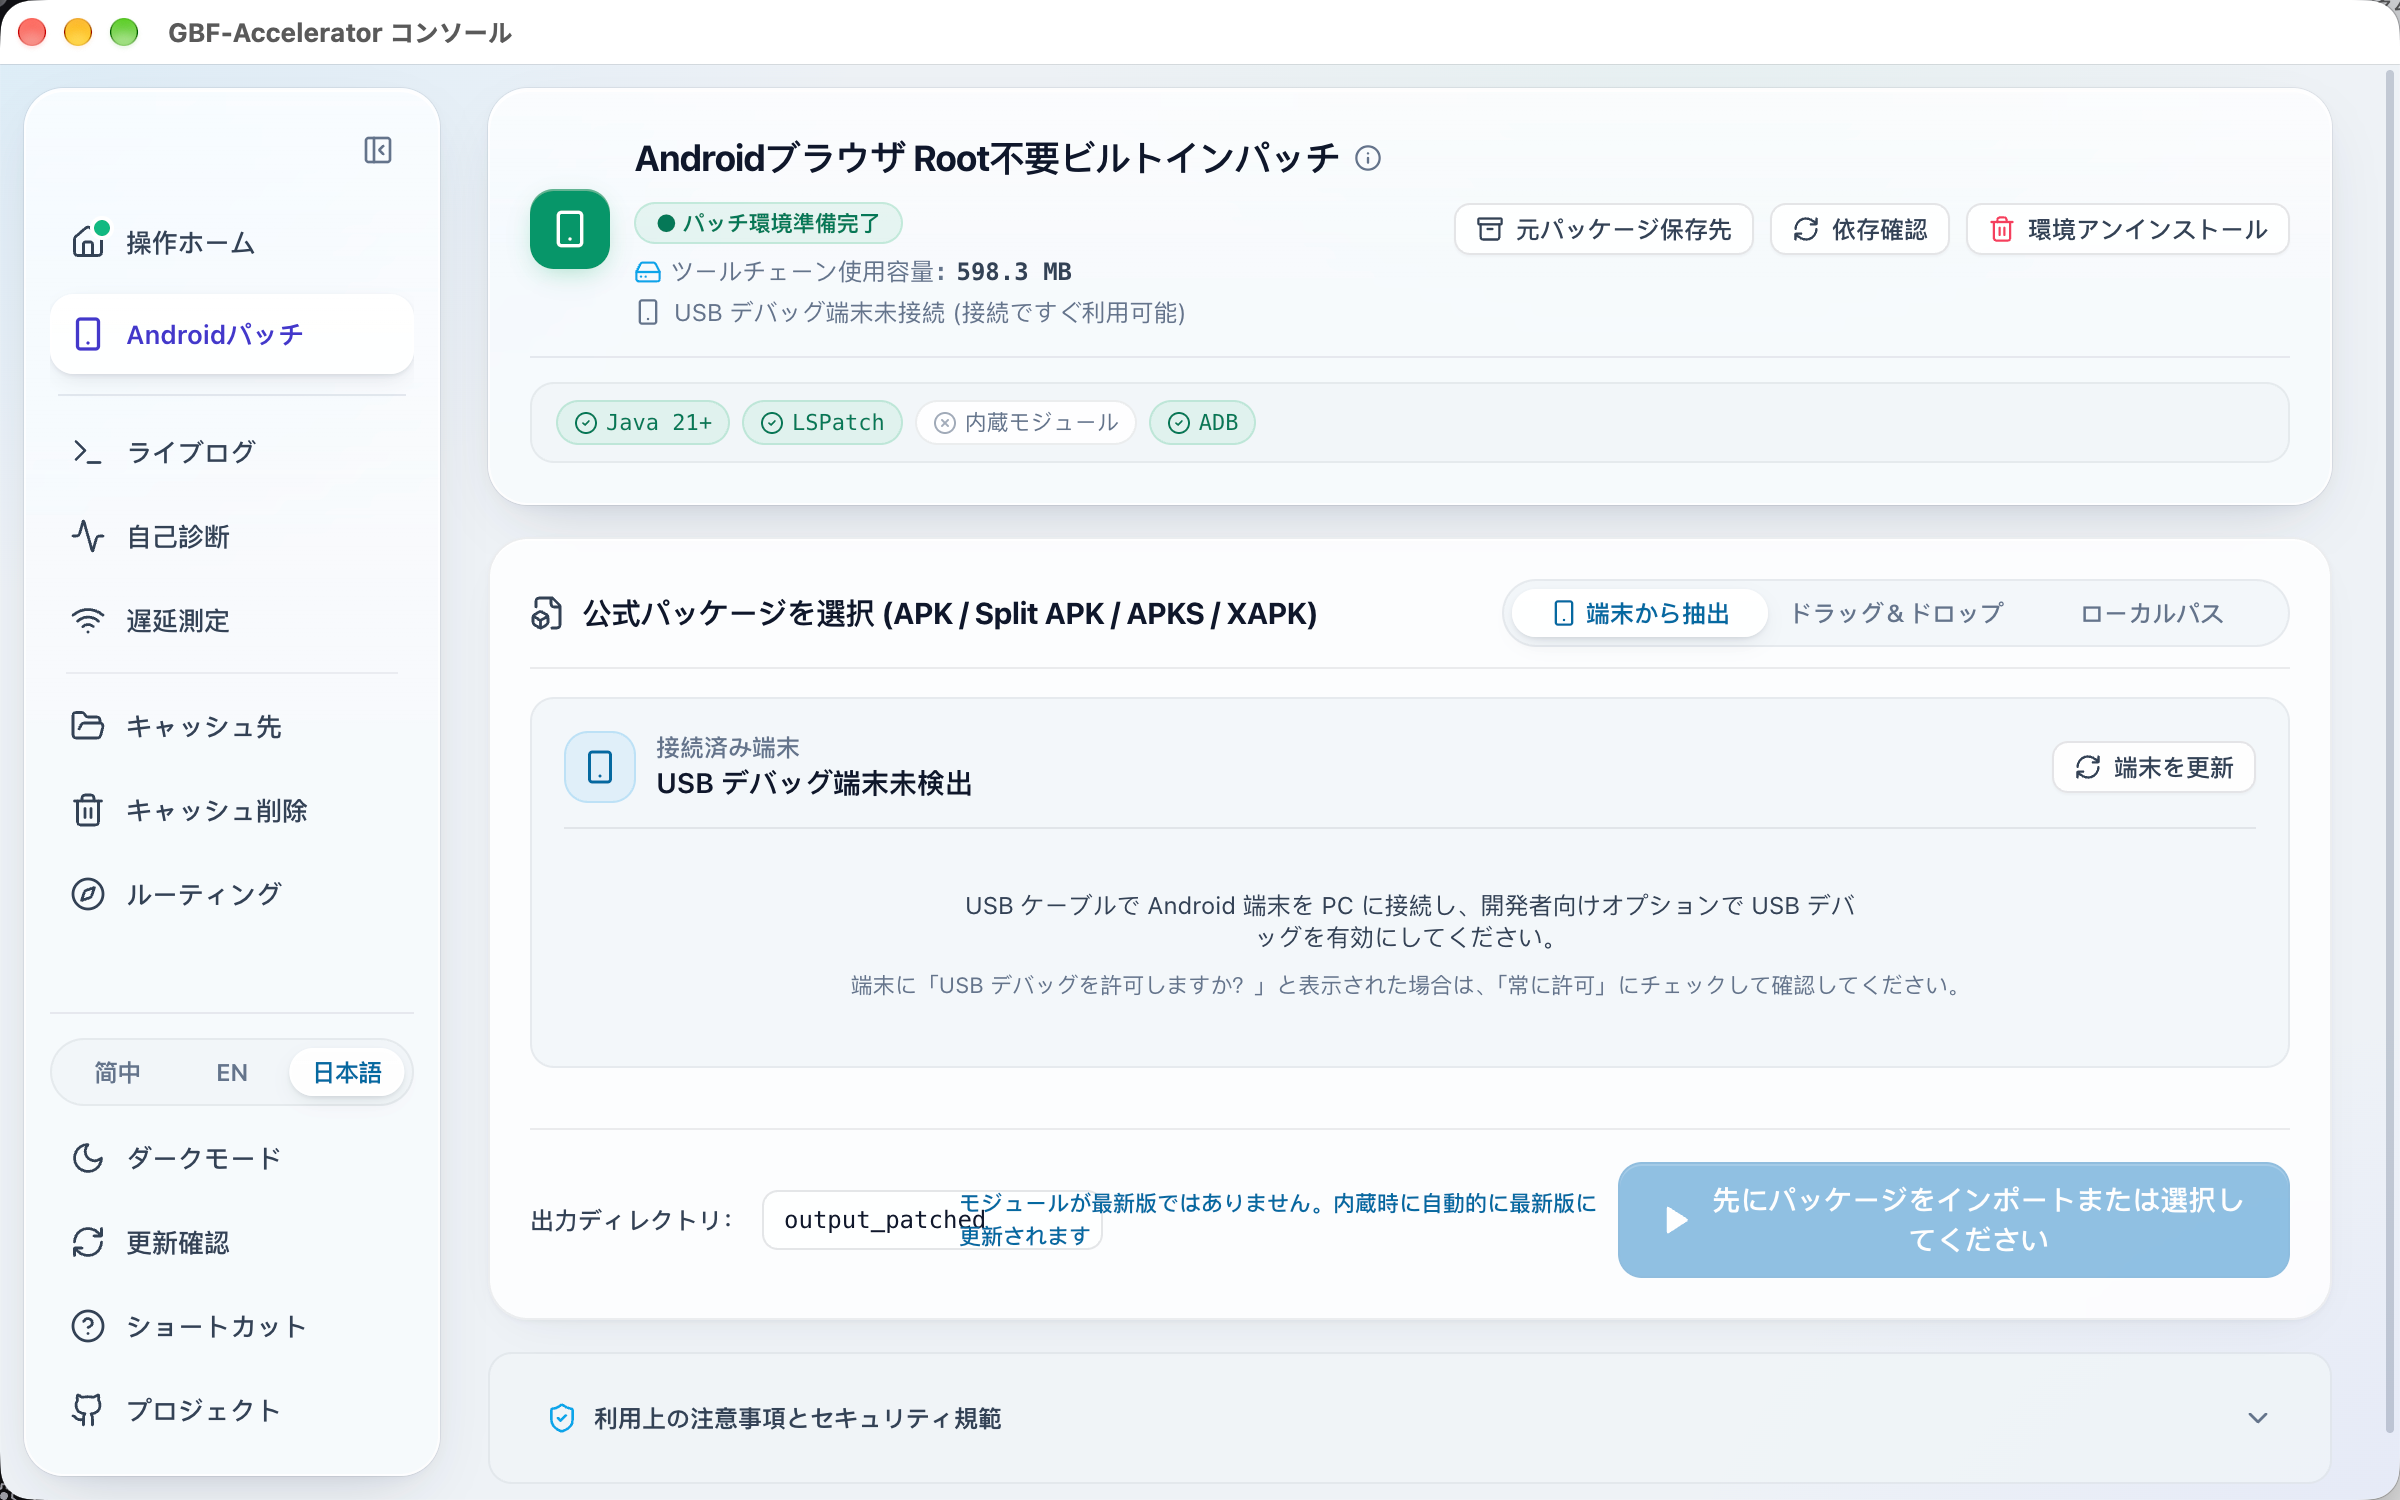 GBF-Accelerator コンソール
操作ホーム
Androidパッチ
ライブログ
自己診断
遅延測定
キャッシュ先
キャッシュ削除
ルーティング
简中 EN 日本語
ダークモード
更新確認
ショートカット
プロジェクト
Androidブラウザ Root不要ビルトインパッチ
パッチ環境準備完了
ツールチェーン使用容量: 598.3 MB
USB デバッグ端末未接続 (接続ですぐ利用可能)
元パッケージ保存先 依存確認 環境アンインストール
Java 21+ LSPatch 内蔵モジュール ADB
公式パッケージを選択 (APK / Split APK / APKS / XAPK)
端末から抽出 ドラッグ＆ドロップ ローカルパス
接続済み端末
USB デバッグ端末未検出
端末を更新
USB ケーブルで Android 端末を PC に接続し、開発者向けオプションで USB デバ
ッグを有効にしてください。
端末に「USB デバッグを許可しますか？」と表示された場合は、「常に許可」にチェックして確認してください。
出力ディレクトリ: output_patched
モジュールが最新版ではありません。内蔵時に自動的に最新版に
更新されます
先にパッケージをインポートまたは選択し
てください
利用上の注意事項とセキュリティ規範